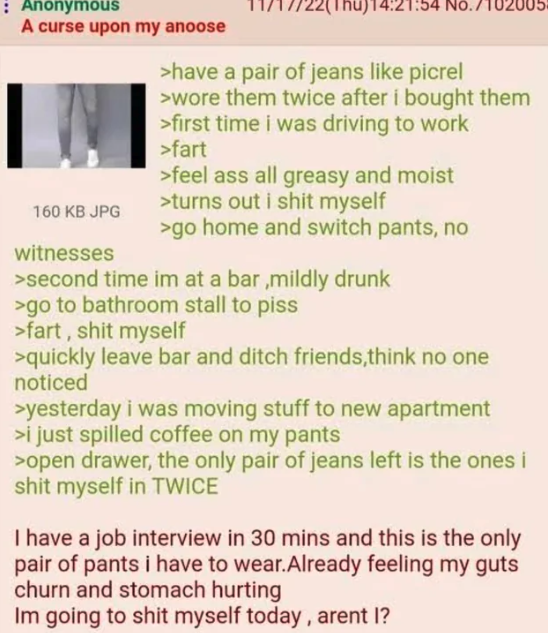 Anonymous 11/17/22(Thu)14:21:54 No.7102005
A curse upon my anoose
>have a pair of jeans like picrel
>wore them twice after i bought them
>first time i was driving to work
>fart
>feel ass all greasy and moist
>turns out i shit myself
160 KB JPG
>go home and switch pants, no
witnesses
>second time im at a bar ,mildly drunk
>go to bathroom stall to piss
>fart , shit myself
>quickly leave bar and ditch friends,think no one
noticed
>yesterday i was moving stuff to new apartment
>i just spilled coffee on my pants
>open drawer, the only pair of jeans left is the ones i
shit myself in TWICE
I have a job interview in 30 mins and this is the only
pair of pants i have to wear.Already feeling my guts
churn and stomach hurting
Im going to shit myself today , arent I?